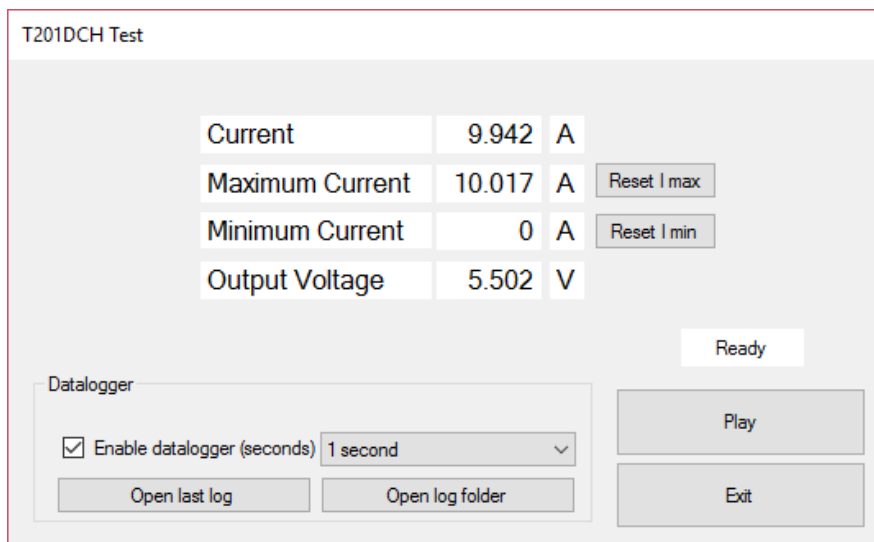 T201DCH Test
Current 9.942 A
Maximum Current 10.017 A Reset I max
Minimum Current 0 A Reset I min
Output Voltage 5.502 V
Ready
Datalogger
Play
Enable datalogger (seconds) 1 second
Open last log Open log folder Exit